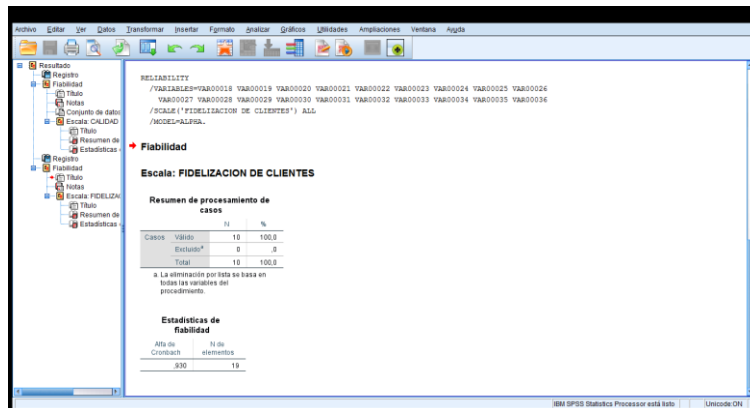 Archivo Editar Ver Datos Transformar Insertar Formato Analizar Gráficos Utilidades Ampliaciones Ventana Ayuda
Resultado
Registro
Fiabilidad
Título
Notas
Conjunto de datos
Escala: CALIDAD
Título
Resumen de
Estadísticas
Registro
Fiabilidad
Título
Notas
Escala: FIDELIZA
Título
Resumen de
Estadísticas
RELIABILITY
/VARIABLES=VAR00018 VAR00019 VAR00020 VAR00021 VAR00022 VAR00023 VAR00024 VAR00025 VAR00026
VAR00027 VAR00028 VAR00029 VAR00030 VAR00031 VAR00032 VAR00033 VAR00034 VAR00035 VAR00036
/SCALE('FIDELIZACION DE CLIENTES') ALL
/MODEL=ALPHA.
Fiabilidad
Escala: FIDELIZACION DE CLIENTES
Resumen de procesamiento de
casos
N %
Casos Válido 10 100,0
Excluido^a 0 ,0
Total 10 100,0
a. La eliminación por lista se basa en
todas las variables del
procedimiento.
Estadísticas de
fiabilidad
Alfa de N de
Cronbach elementos
,930 19
IBM SPSS Statistics Processor está listo Unicode:ON